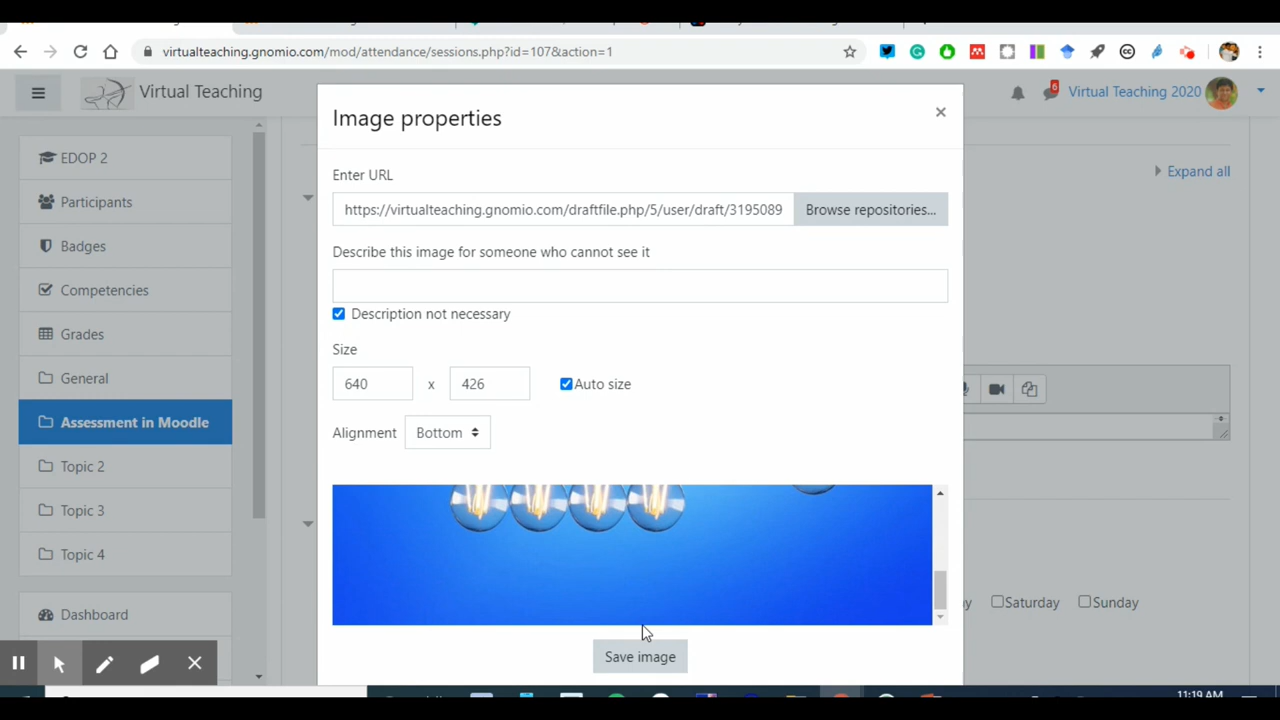 virtualteaching.gnomio.com/mod/attendance/sessions.php?id=107&action=1
Virtual Teaching
6
Virtual Teaching 2020
Image properties
×
EDOP 2
Participants
Badges
Competencies
Grades
General
Assessment in Moodle
Topic 2
Topic 3
Topic 4
Dashboard
Expand all
Enter URL
https://virtualteaching.gnomio.com/draftfile.php/5/user/draft/3195089
Browse repositories...
Describe this image for someone who cannot see it
Description not necessary
Size
640 x 426 Auto size
Alignment Bottom
Saturday Sunday
Save image
11:19 AM